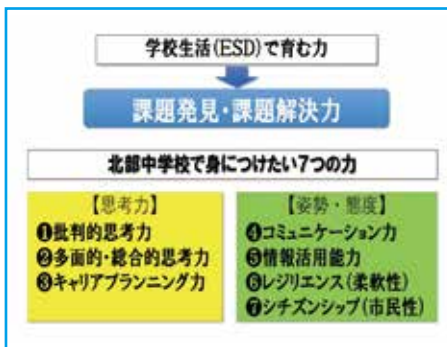 学校生活(ESD)で育む力
課題発見・課題解決力
北部中学校で身につけたい7つの力
【思考力】
❶批判的思考力
❷多面的・総合的思考力
❸キャリアプランニング力
【姿勢・態度】
❹コミュニケーション力
❺情報活用能力
❻レジリエンス(柔軟性)
❼シチズンシップ(市民性)